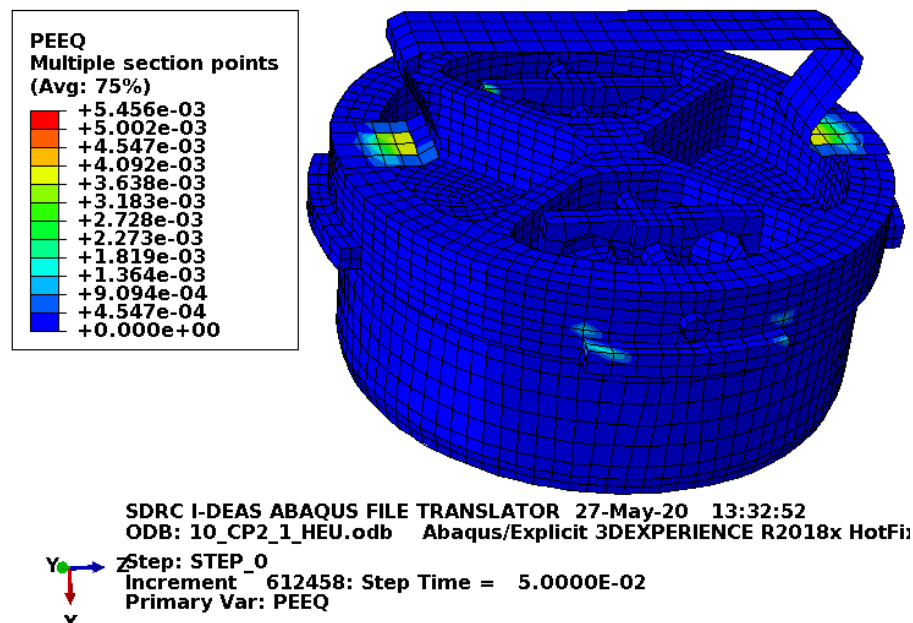 PEEQ
Multiple section points
(Avg: 75%)
+5.456e-03
+5.002e-03
+4.547e-03
+4.092e-03
+3.638e-03
+3.183e-03
+2.728e-03
+2.273e-03
+1.819e-03
+1.364e-03
+9.094e-04
+4.547e-04
+0.000e+00
SDRC I-DEAS ABAQUS FILE TRANSLATOR 27-May-20 13:32:52
ODB: 10_CP2_1_HEU.odb Abaqus/Explicit 3DEXPERIENCE R2018x HotFix
Y Z Step: STEP_0
Increment 612458: Step Time = 5.0000E-02
Primary Var: PEEQ
X